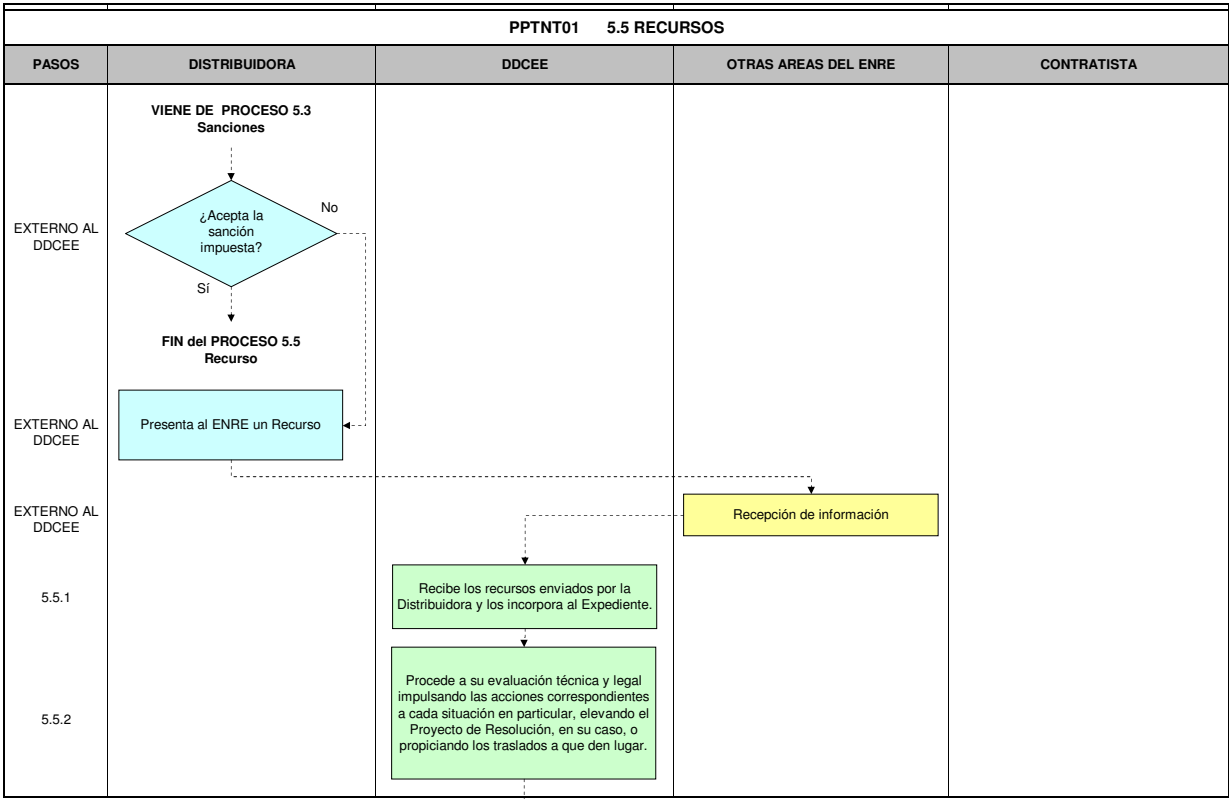 PPTNT01 5.5 RECURSOS
PASOS DISTRIBUIDORA DDCEE OTRAS AREAS DEL ENRE CONTRATISTA
VIENE DE PROCESO 5.3
Sanciones
EXTERNO AL
DDCEE
¿Acepta la
sanción
impuesta?
No
Sí
FIN del PROCESO 5.5
Recurso
EXTERNO AL
DDCEE
Presenta al ENRE un Recurso
EXTERNO AL
DDCEE
Recepción de información
5.5.1
Recibe los recursos enviados por la
Distribuidora y los incorpora al Expediente.
5.5.2
Procede a su evaluación técnica y legal
impulsando las acciones correspondientes
a cada situación en particular, elevando el
Proyecto de Resolución, en su caso, o
propiciando los traslados a que den lugar.